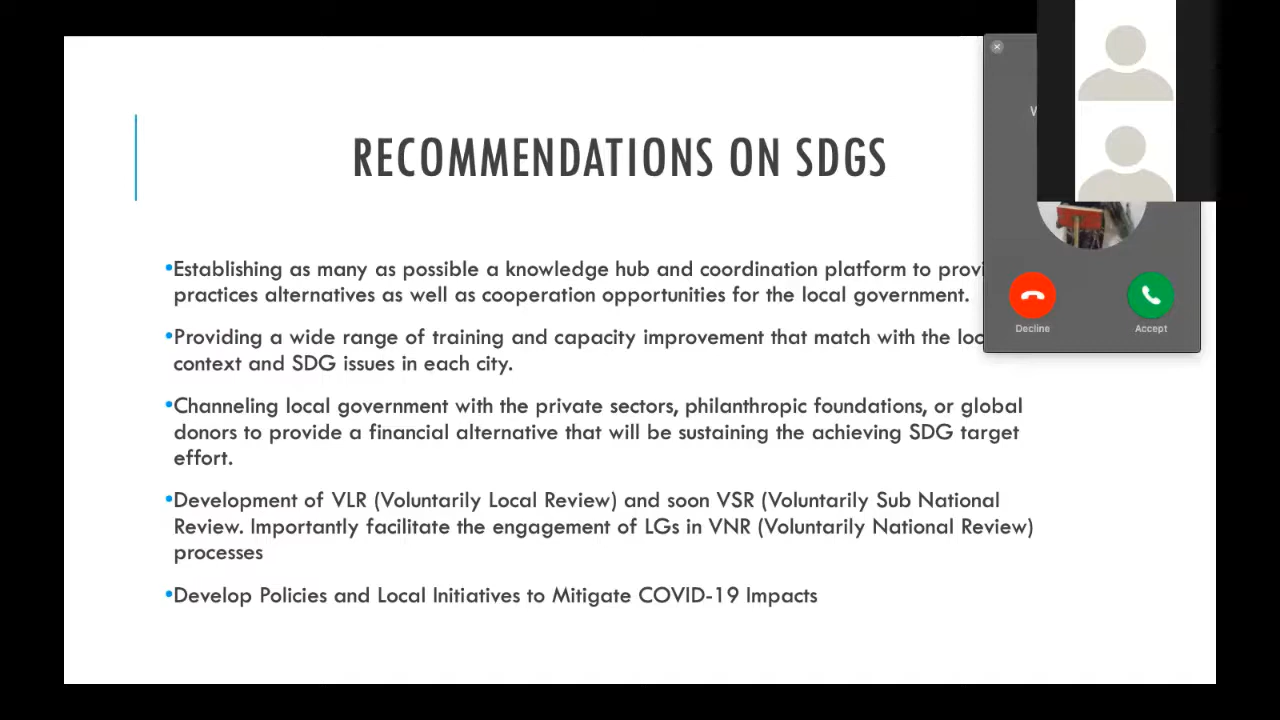 RECOMMENDATIONS ON SDGS
•Establishing as many as possible a knowledge hub and coordination platform to
practices alternatives as well as cooperation opportunities for the local government.
•Providing a wide range of training and capacity improvement that match with the
context and SDG issues in each city.
•Channeling local government with the private sectors, philanthropic foundations, or global
donors to provide a financial alternative that will be sustaining the achieving SDG target
effort.
•Development of VLR (Voluntarily Local Review) and soon VSR (Voluntarily Sub National
Review. Importantly facilitate the engagement of LGs in VNR (Voluntarily National Review)
processes
•Develop Policies and Local Initiatives to Mitigate COVID-19 Impacts
Decline
Accept